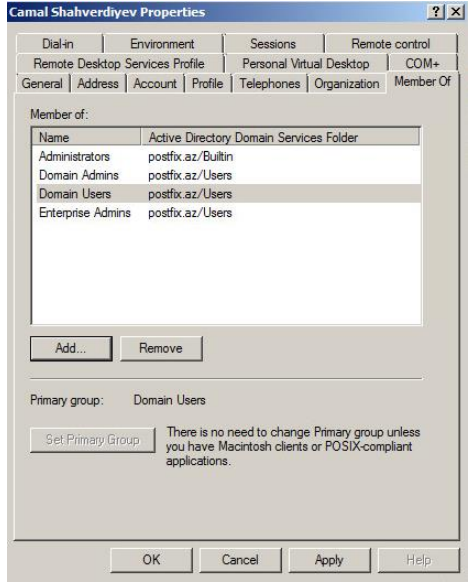 Camal Shahverdiyev Properties
Dial-in Environment Sessions Remote control
Remote Desktop Services Profile Personal Virtual Desktop COM+
General Address Account Profile Telephones Organization Member Of
Member of:
Name Active Directory Domain Services Folder
Administrators postfix.az/Builtin
Domain Admins postfix.az/Users
Domain Users postfix.az/Users
Enterprise Admins postfix.az/Users
Add... Remove
Primary group: Domain Users
Set Primary Group
There is no need to change Primary group unless
you have Macintosh clients or POSIX-compliant
applications.
OK Cancel Apply Help